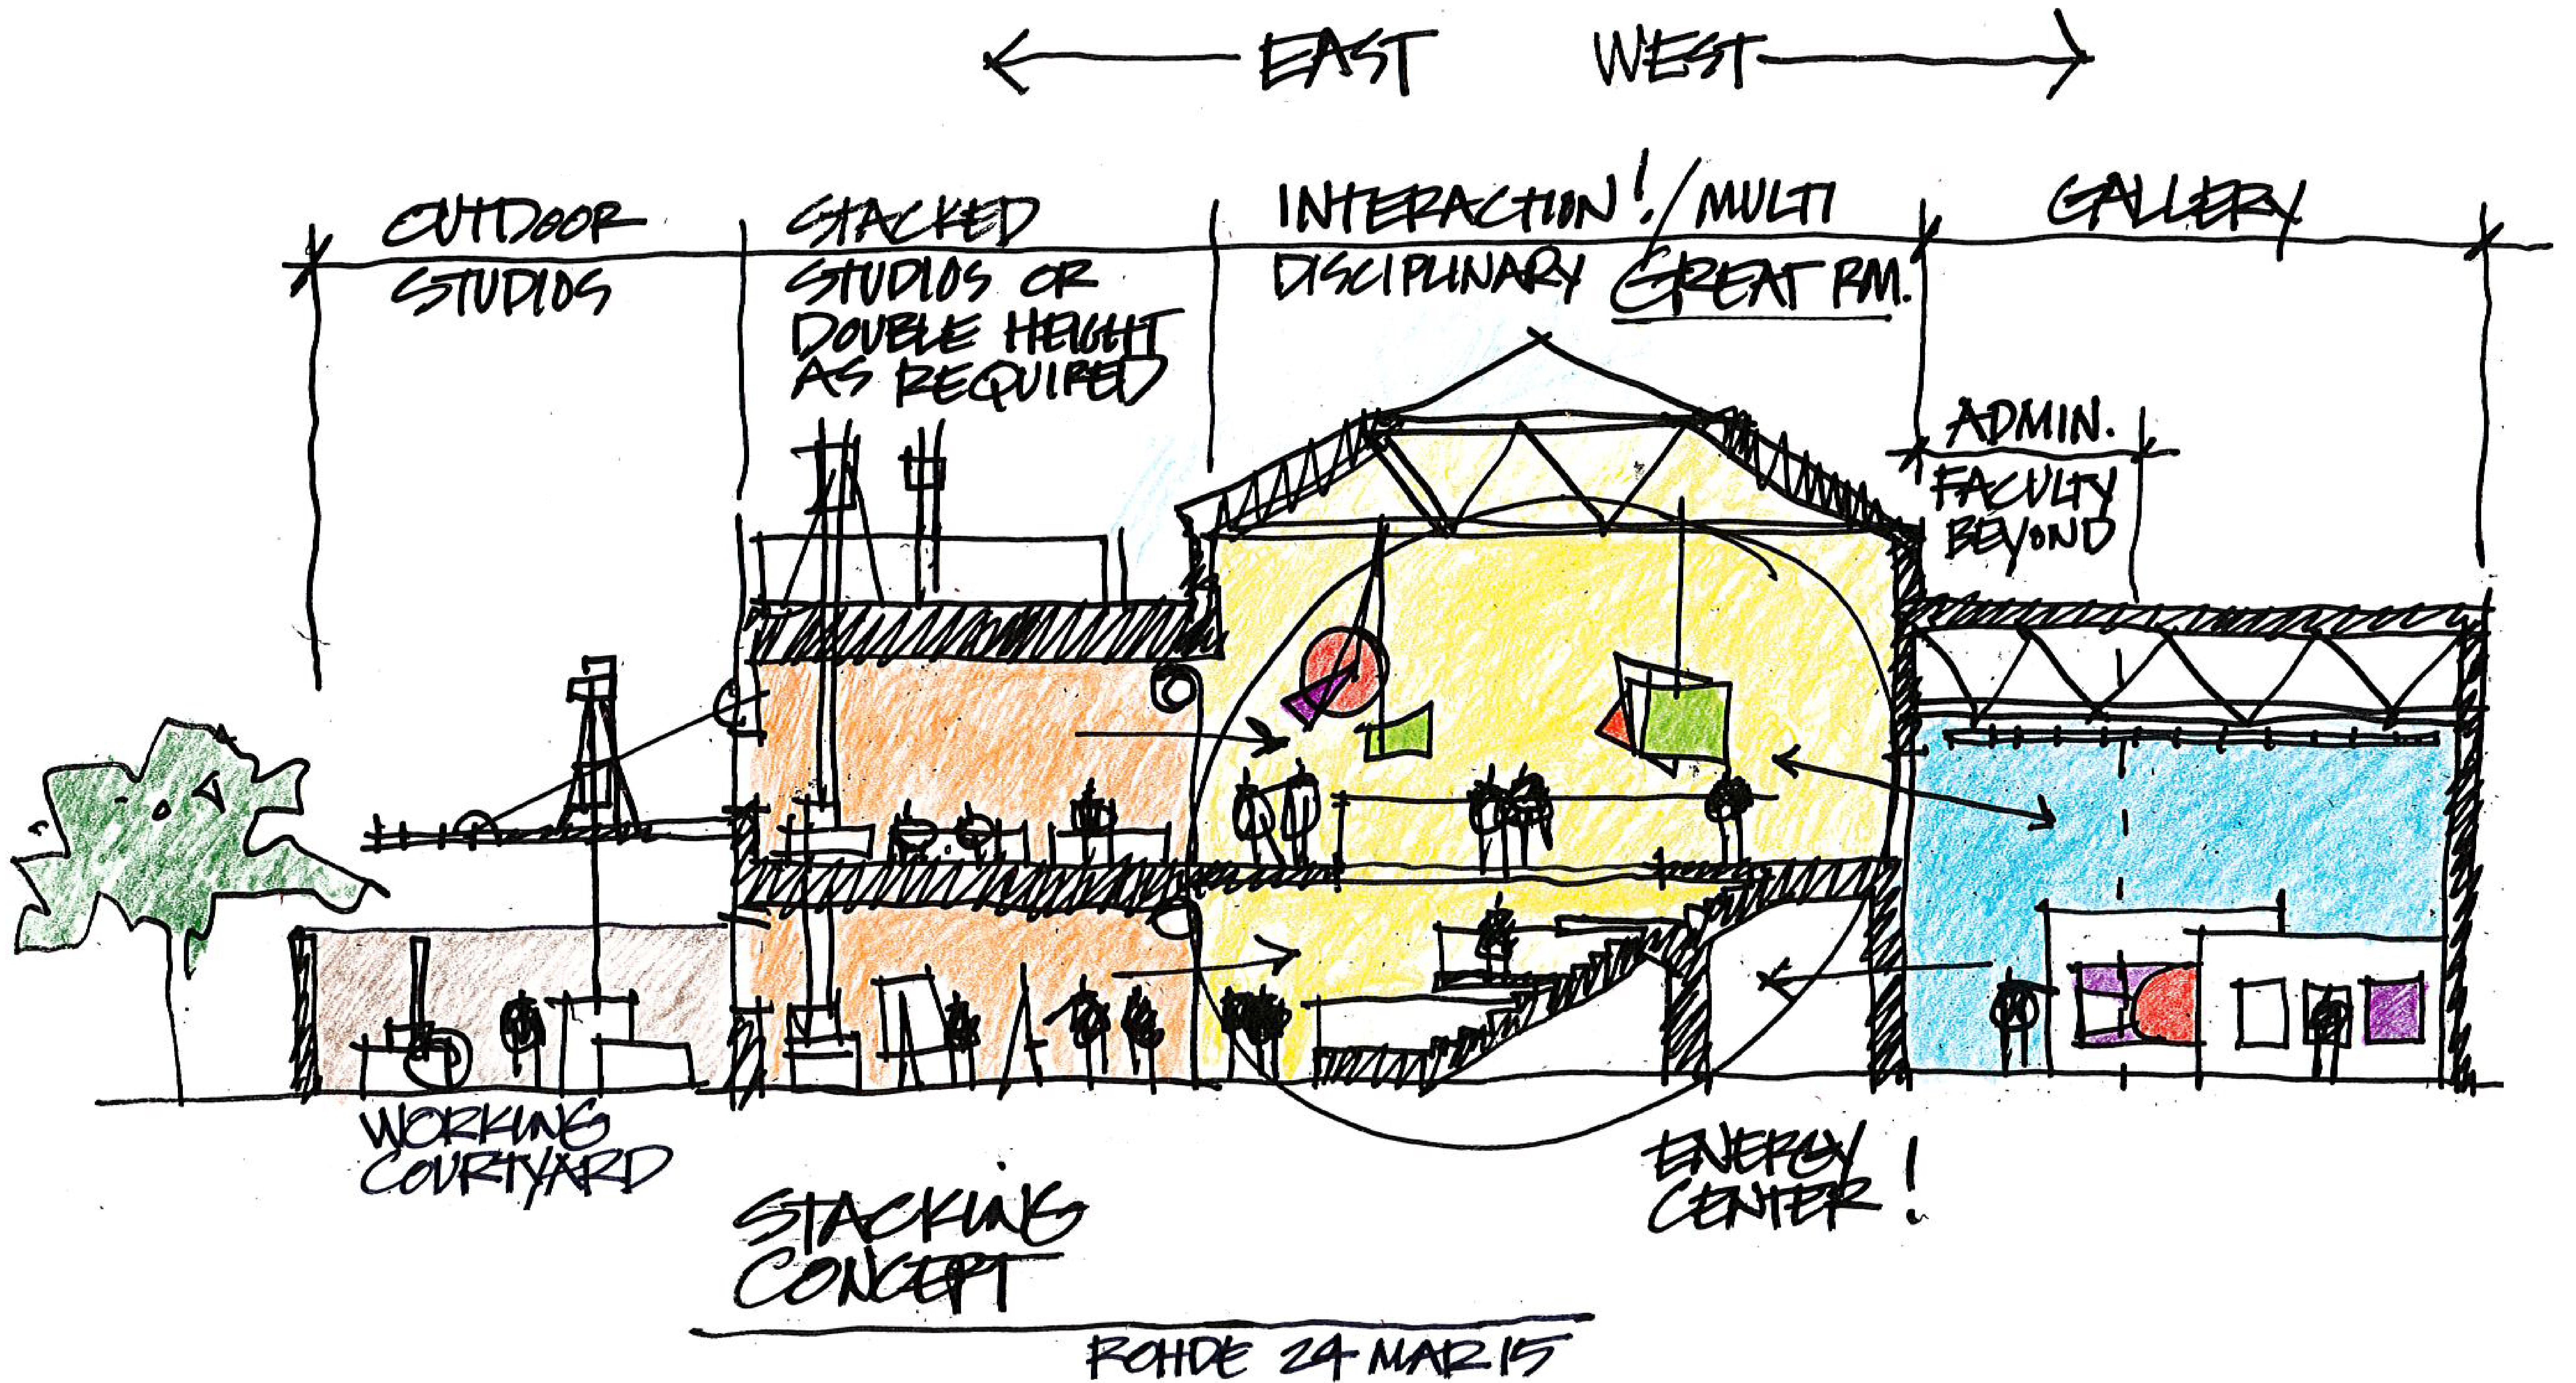 EAST WEST
OUTDOOR
STUDIOS
STACKED
STUDIOS OR
DOUBLE HEIGHT
AS REQUIRED
INTERACTION!/MULTI
DISCIPLINARY GREAT RM.
GALLERY
ADMIN.
FACULTY
BEYOND
WORKING
COURTYARD
ENERGY
CENTER!
STACKING
CONCEPT
ROHDE 24 MAR 15